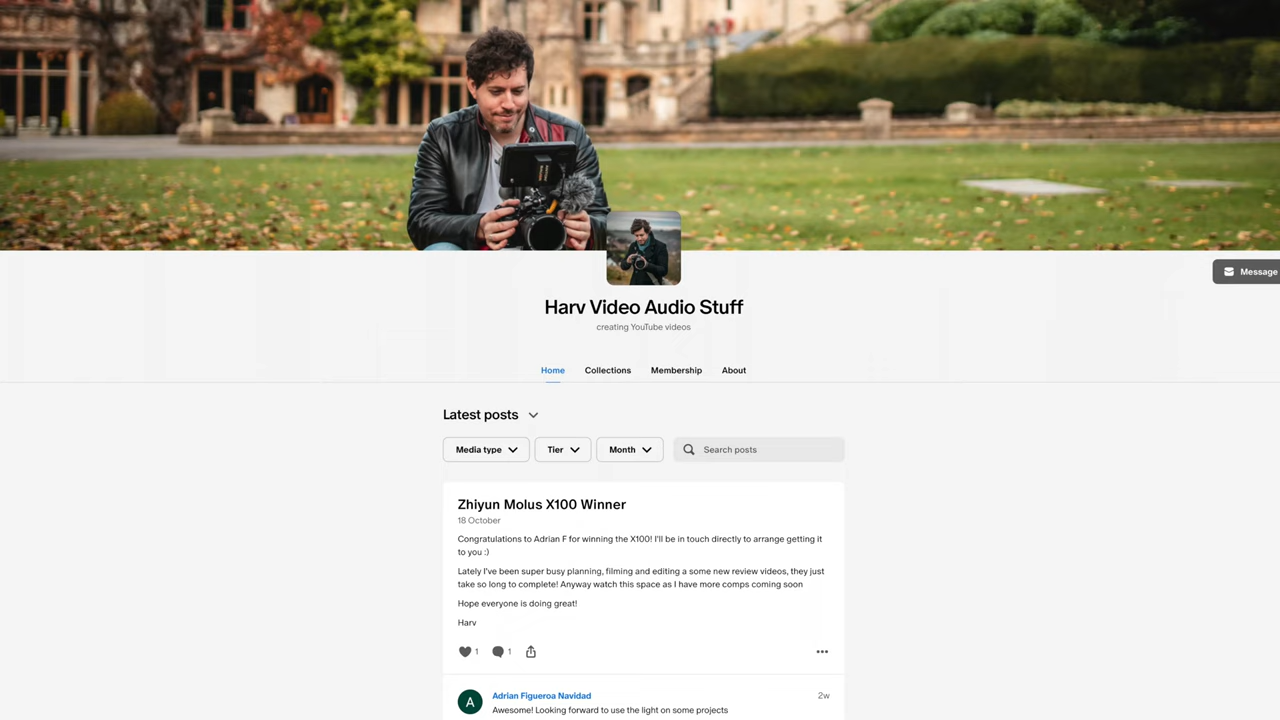 Message
Harv Video Audio Stuff
creating YouTube videos
Home Collections Membership About
Latest posts
Media type Tier Month Search posts
Zhiyun Molus X100 Winner
18 October
Congratulations to Adrian F for winning the X100! I'll be in touch directly to arrange getting it
to you :)
Lately I've been super busy planning, filming and editing a some new review videos, they just
take so long to complete! Anyway watch this space as I have more comps coming soon
Hope everyone is doing great!
Harv
1 1
A Adrian Figueroa Navidad 2w
Awesome! Looking forward to use the light on some projects